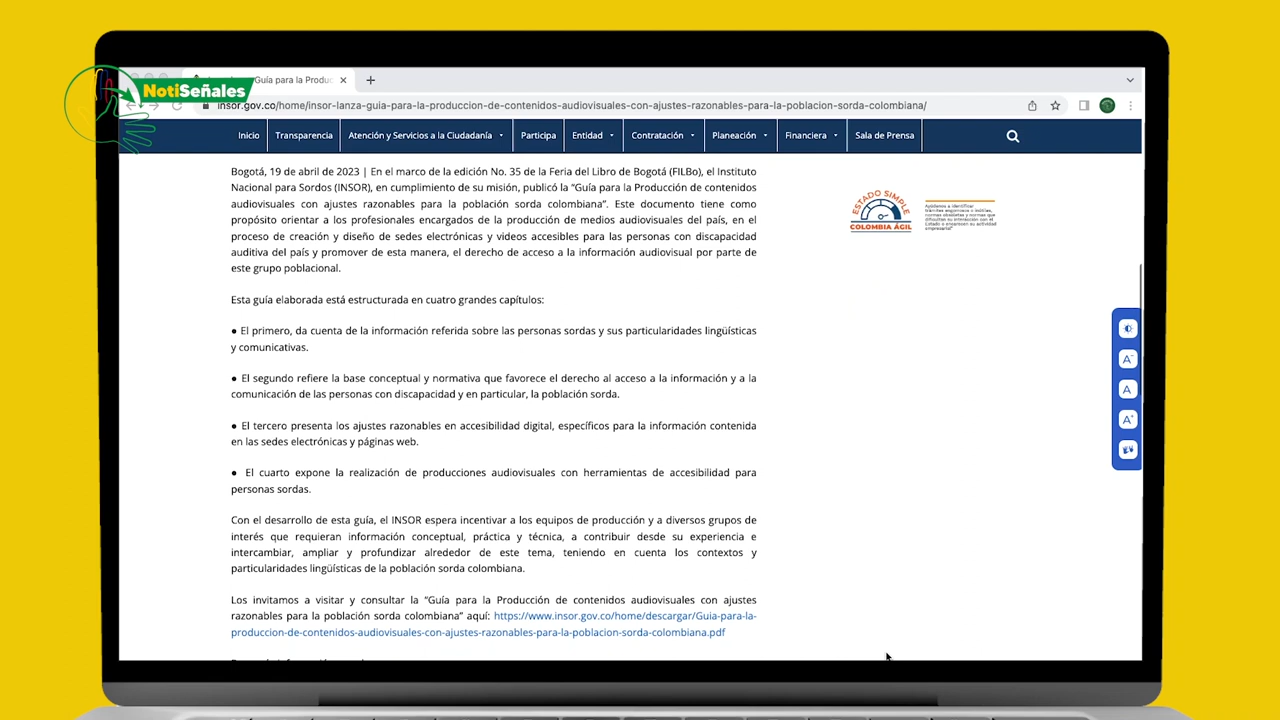 NotiSeñales
Guía para la Produc
insor.gov.co/home/insor-lanza-guia-para-la-produccion-de-contenidos-audiovisuales-con-ajustes-razonables-para-la-poblacion-sorda-colombiana/
Inicio Transparencia Atención y Servicios a la Ciudadanía Participa Entidad Contratación Planeación Financiera Sala de Prensa
Bogotá, 19 de abril de 2023 | En el marco de la edición No. 35 de la Feria del Libro de Bogotá (FILBo), el Instituto
Nacional para Sordos (INSOR), en cumplimiento de su misión, publicó la “Guía para la Producción de contenidos
audiovisuales con ajustes razonables para la población sorda colombiana”. Este documento tiene como
propósito orientar a los profesionales encargados de la producción de medios audiovisuales del país, en el
proceso de creación y diseño de sedes electrónicas y videos accesibles para las personas con discapacidad
auditiva del país y promover de esta manera, el derecho de acceso a la información audiovisual por parte de
este grupo poblacional.
ESTADO SIMPLE
COLOMBIA ÁGIL
Esta guía elaborada está estructurada en cuatro grandes capítulos:
● El primero, da cuenta de la información referida sobre las personas sordas y sus particularidades lingüísticas
y comunicativas.
● El segundo refiere la base conceptual y normativa que favorece el derecho al acceso a la información y a la
comunicación de las personas con discapacidad y en particular, la población sorda.
● El tercero presenta los ajustes razonables en accesibilidad digital, específicos para la información contenida
en las sedes electrónicas y páginas web.
● El cuarto expone la realización de producciones audiovisuales con herramientas de accesibilidad para
personas sordas.
Con el desarrollo de esta guía, el INSOR espera incentivar a los equipos de producción y a diversos grupos de
interés que requieran información conceptual, práctica y técnica, a contribuir desde su experiencia e
intercambiar, ampliar y profundizar alrededor de este tema, teniendo en cuenta los contextos y
particularidades lingüísticas de la población sorda colombiana.
Los invitamos a visitar y consultar la “Guía para la Producción de contenidos audiovisuales con ajustes
razonables para la población sorda colombiana” aquí: https://www.insor.gov.co/home/descargar/Guia-para-la-
produccion-de-contenidos-audiovisuales-con-ajustes-razonables-para-la-poblacion-sorda-colombiana.pdf
A-
A
A+